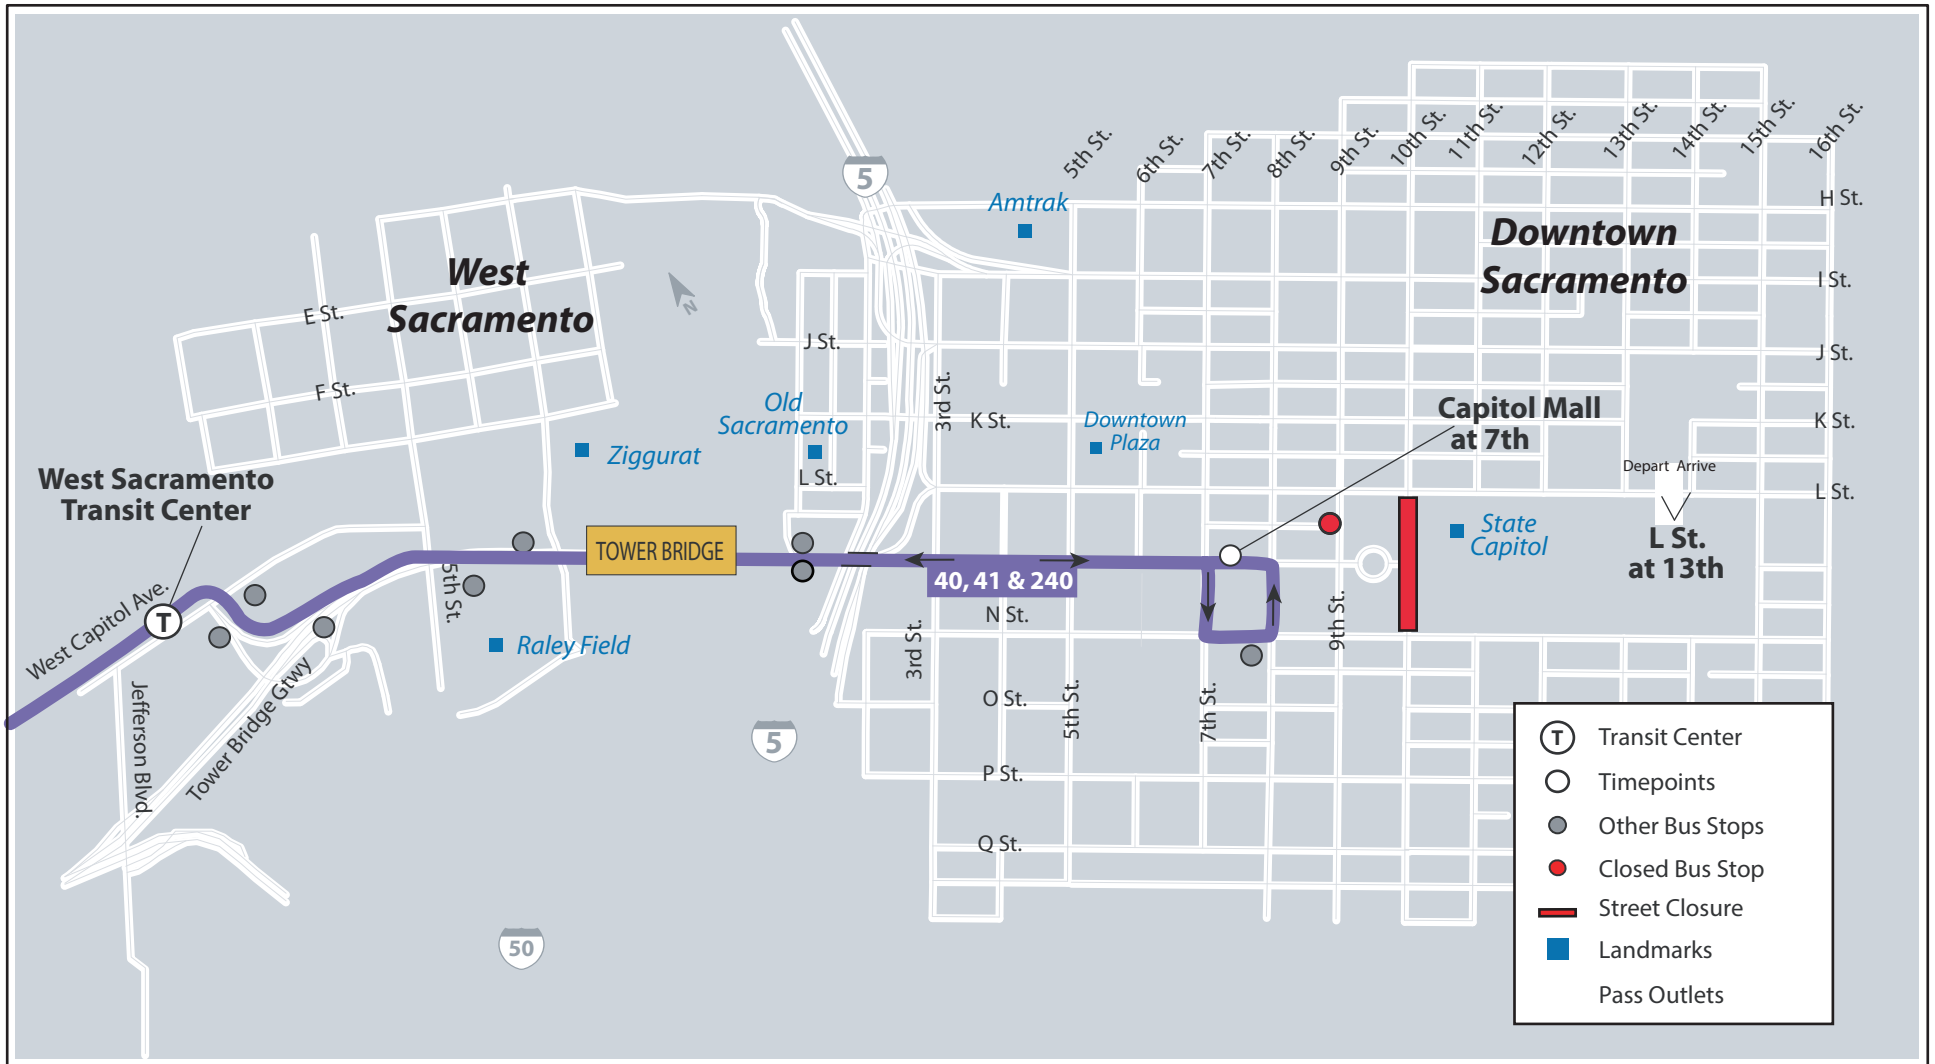 5th St.
6th St.
7th St.
8th St.
9th St.
10th St.
11th St.
12th St.
13th St.
14th St.
15th St.
16th St.
5
Amtrak
H St.
Downtown
Sacramento
West
Sacramento
N
I St.
E St.
J St.
J St.
F St.
3rd St.
Old
Sacramento
K St.
Downtown
Plaza
Capitol Mall
at 7th
K St.
Ziggurat
West Sacramento
Transit Center
L St.
Depart Arrive
L St.
State
Capitol
L St.
at 13th
TOWER BRIDGE
40, 41 & 240
5th St.
West Capitol Ave.
T
N St.
9th St.
3rd St.
Raley Field
Jefferson Blvd.
Tower Bridge Gtwy
O St.
5th St.
7th St.
5
P St.
Q St.
50
T Transit Center
Timepoints
Other Bus Stops
Closed Bus Stop
Street Closure
Landmarks
Pass Outlets